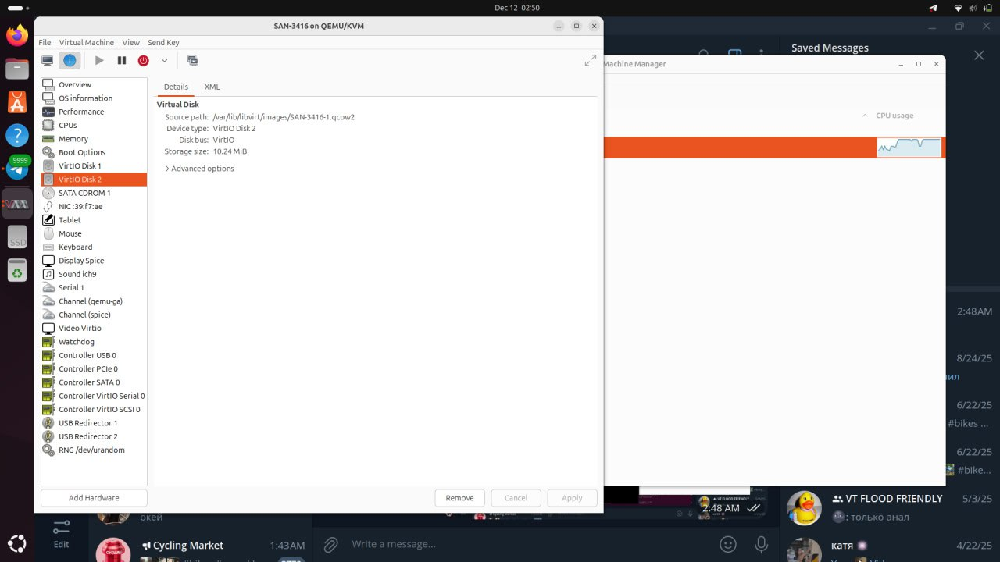 Dec 12 02:50
SAN-3416 on QEMU/KVM
File Virtual Machine View Send Key
Overview
OS information
Performance
CPUs
Memory
Boot Options
VirtIO Disk 1
VirtIO Disk 2
SATA CDROM 1
NIC :39:f7:ae
Tablet
Mouse
Keyboard
Display Spice
Sound ich9
Serial 1
Channel (qemu-ga)
Channel (spice)
Video Virtio
Watchdog
Controller USB 0
Controller PCIe 0
Controller SATA 0
Controller VirtIO Serial 0
Controller VirtIO SCSI 0
USB Redirector 1
USB Redirector 2
RNG /dev/urandom
Add Hardware
Details XML
Virtual Disk
Source path: /var/lib/libvirt/images/SAN-3416-1.qcow2
Device type: VirtIO Disk 2
Disk bus: VirtIO
Storage size: 10.24 MiB
Advanced options
Remove Cancel Apply
Machine Manager
CPU usage
Saved Messages
9999
SSD
2:48AM
8/24/25
6/22/25
#bikes ...
6/22/25
#bike...
VT FLOOD FRIENDLY 5/3/25
: только анал
катя 4/22/25
2:48 AM
окей
Edit
Cycling Market 1:43AM
Write a message...